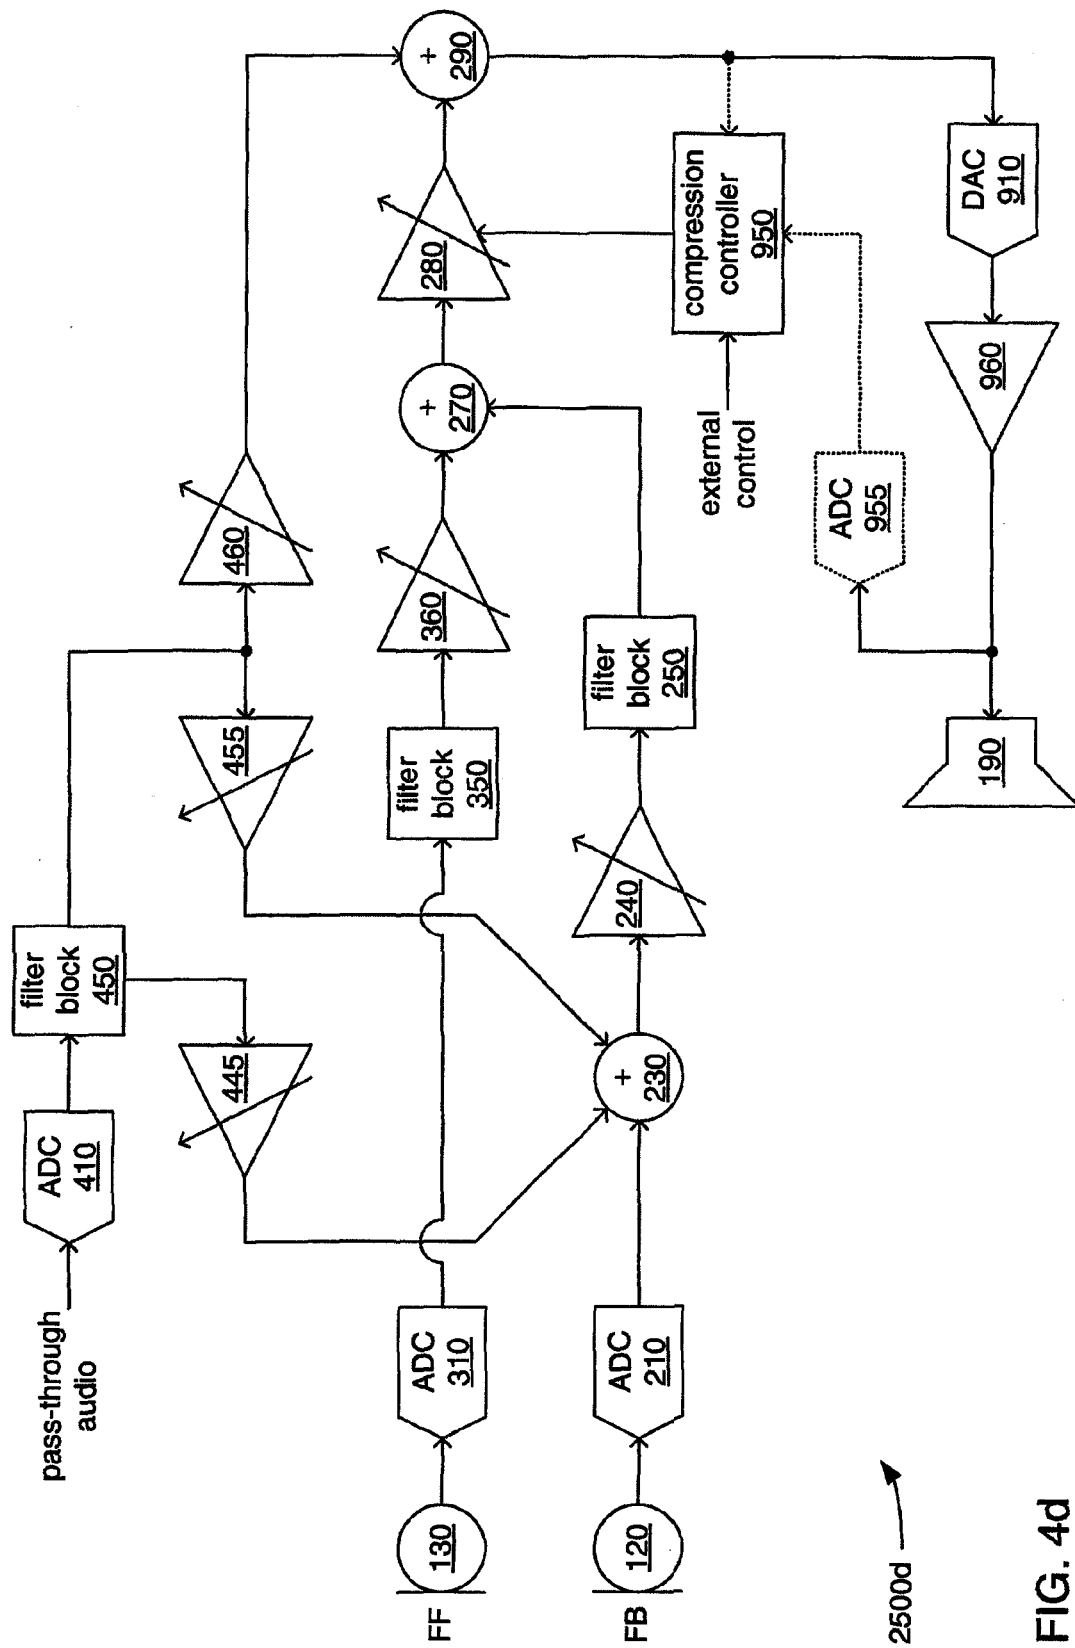 pass-through
audio
ADC
410
filter
block
450
445
455
460
+
290
FF
130
ADC
310
filter
block
350
360
+
270
280
FB
120
ADC
210
+
230
240
filter
block
250
external
control
compression
controller
950
ADC
955
DAC
910
960
190
2500d
FIG. 4d